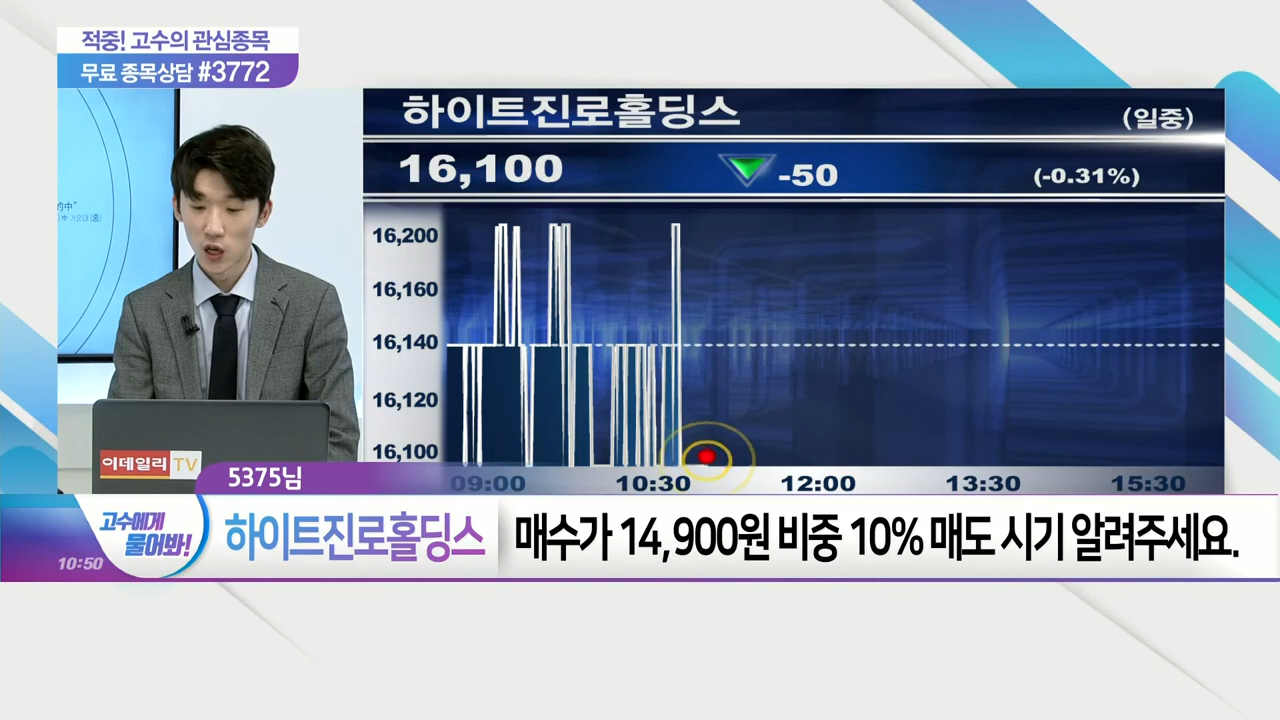 적중! 고수의 관심종목
무료 종목상담 #3772
하이트진로홀딩스
(일중)
16,100
-50
(-0.31%)
16,200
16,160
16,140
16,120
16,100
09:00 10:30 12:00 13:30 15:30
이데일리TV
5375님
고수에게
물어봐!
10:50
하이트진로홀딩스
매수가 14,900원 비중 10% 매도 시기 알려주세요.